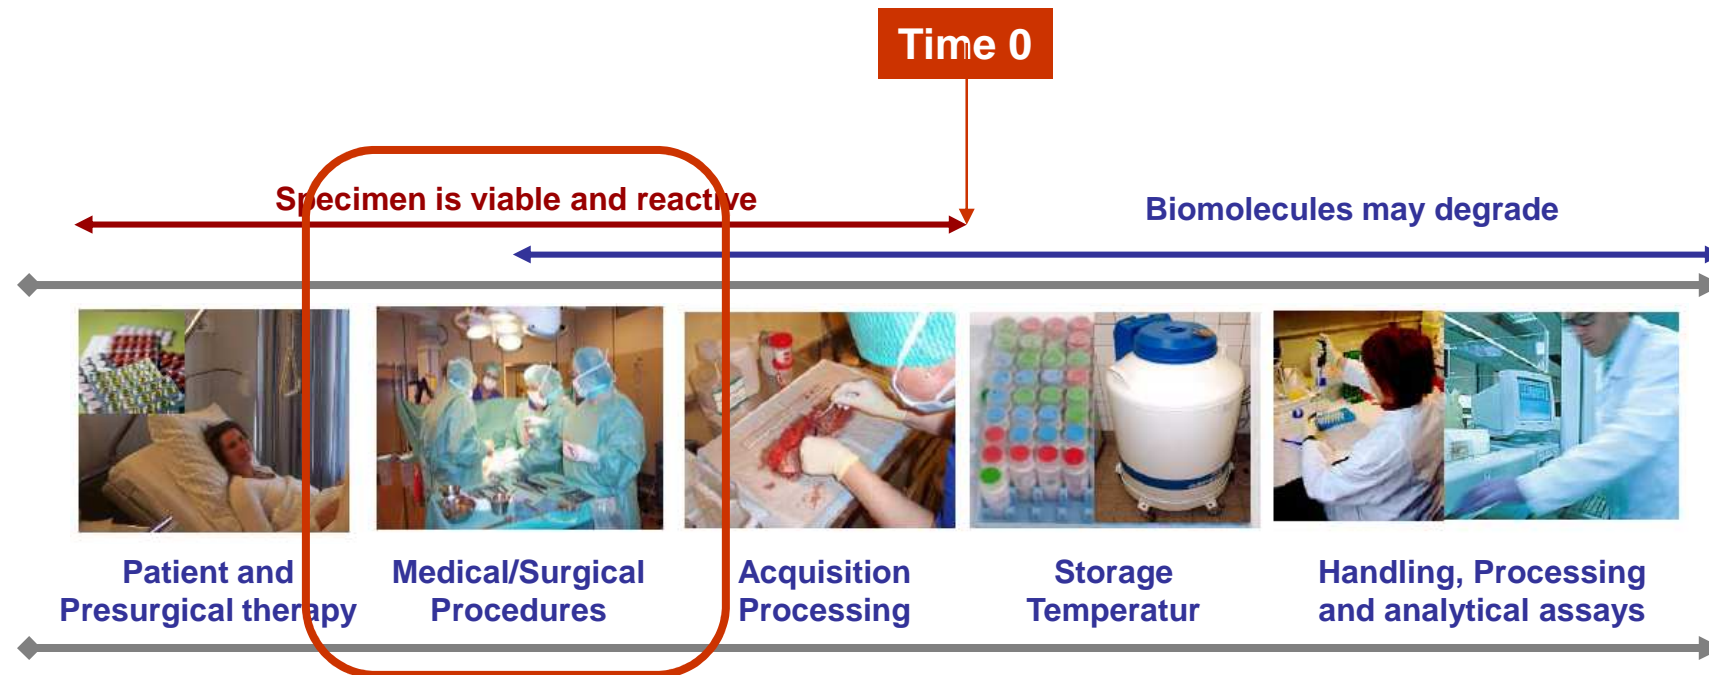 Time 0
Specimen is viable and reactive
Biomolecules may degrade
Patient and
Presurgical therapy
Medical/Surgical
Procedures
Acquisition
Processing
Storage
Temperatur
Handling, Processing
and analytical assays